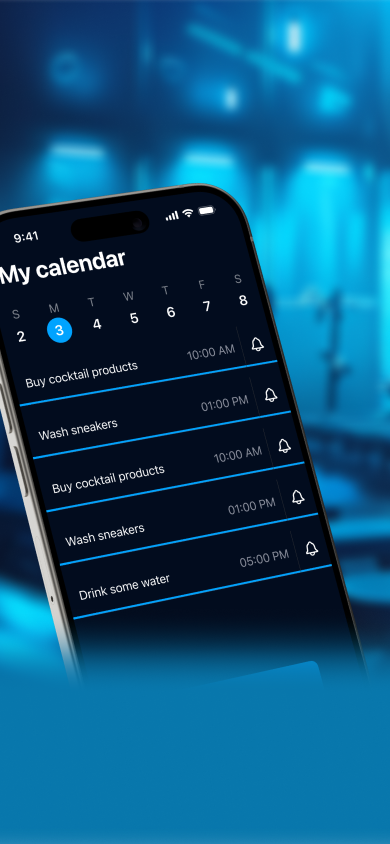 9:41
My calendar
S M T W T F S
2 3 4 5 6 7 8
Buy cocktail products 10:00 AM
Wash sneakers 01:00 PM
Buy cocktail products 10:00 AM
Wash sneakers 01:00 PM
Drink some water 05:00 PM